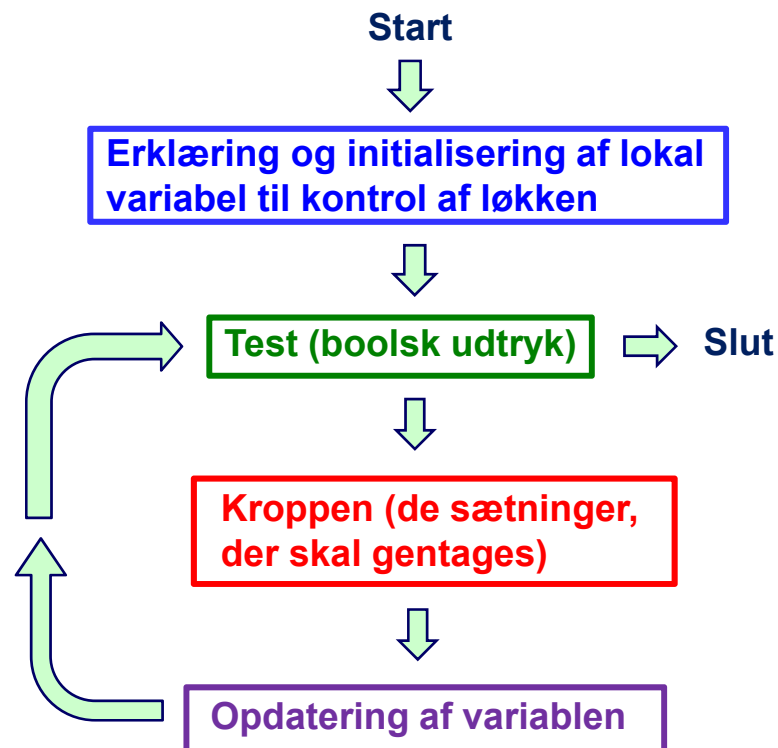 Start
Erklæring og initialisering af lokal
variabel til kontrol af løkken
Test (boolsk udtryk)
Slut
Kroppen (de sætninger,
der skal gentages)
Opdatering af variablen